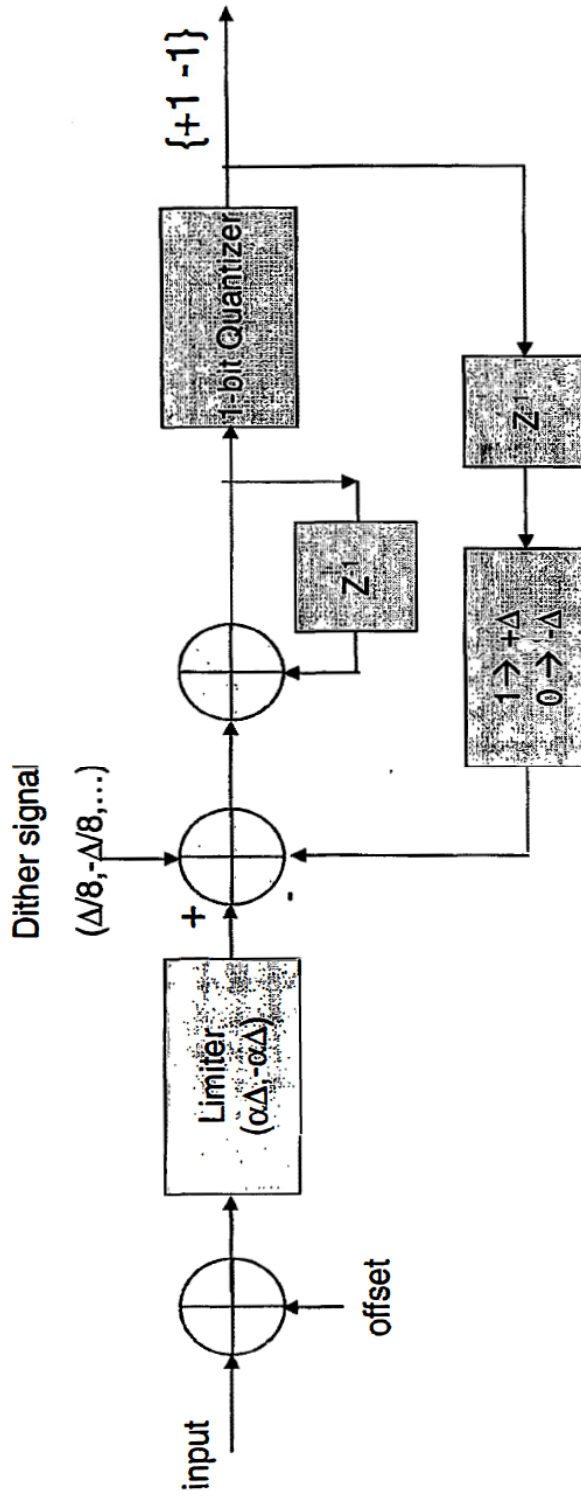 input
offset
Limiter
(αΔ,-αΔ)
Dither signal
(Δ/8,-Δ/8,...)
+
-
Z-1
1-bit Quantizer
{+1 -1}
1→+Δ
0→-Δ
Z-1